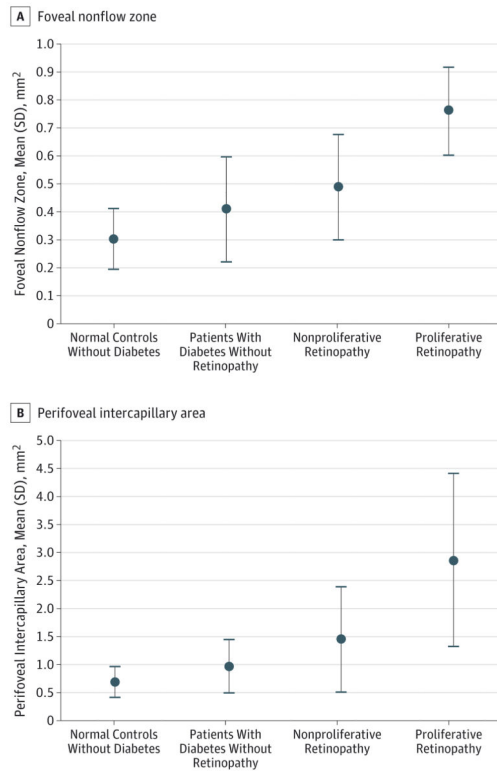 A Foveal nonflow zone
Foveal Nonflow Zone, Mean (SD), mm²
1.0
0.9
0.8
0.7
0.6
0.5
0.4
0.3
0.2
0.1
0
Normal Controls
Without Diabetes
Patients With
Diabetes Without
Retinopathy
Nonproliferative
Retinopathy
Proliferative
Retinopathy
B Perifoveal intercapillary area
Perifoveal Intercapillary Area, Mean (SD), mm²
5.0
4.5
4.0
3.5
3.0
2.5
2.0
1.5
1.0
0.5
0
Normal Controls
Without Diabetes
Patients With
Diabetes Without
Retinopathy
Nonproliferative
Retinopathy
Proliferative
Retinopathy